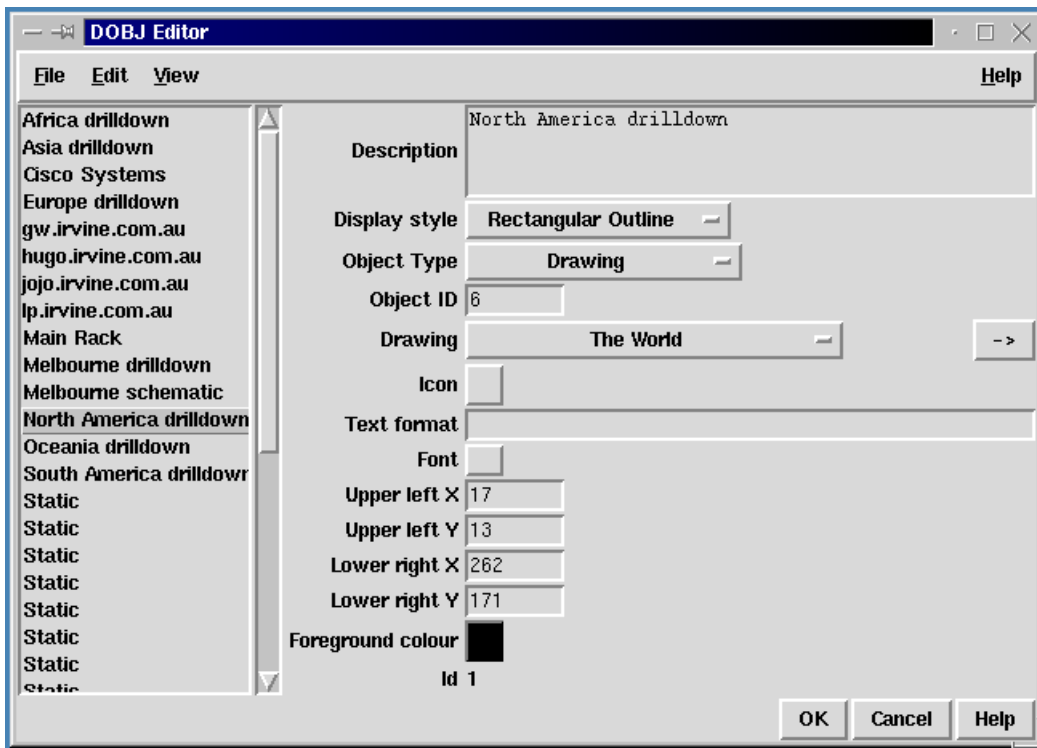 DOBJ Editor
File Edit View Help
Africa drilldown
Asia drilldown
Cisco Systems
Europe drilldown
gw.irvine.com.au
hugo.irvine.com.au
jojo.irvine.com.au
lp.irvine.com.au
Main Rack
Melbourne drilldown
Melbourne schematic
North America drilldown
Oceania drilldown
South America drilldown
Static
Static
Static
Static
Static
Static
Static
Static
Description North America drilldown
Display style Rectangular Outline
Object Type Drawing
Object ID 6
Drawing The World ->
Icon
Text format
Font
Upper left X 17
Upper left Y 13
Lower right X 262
Lower right Y 171
Foreground colour
Id 1
OK Cancel Help